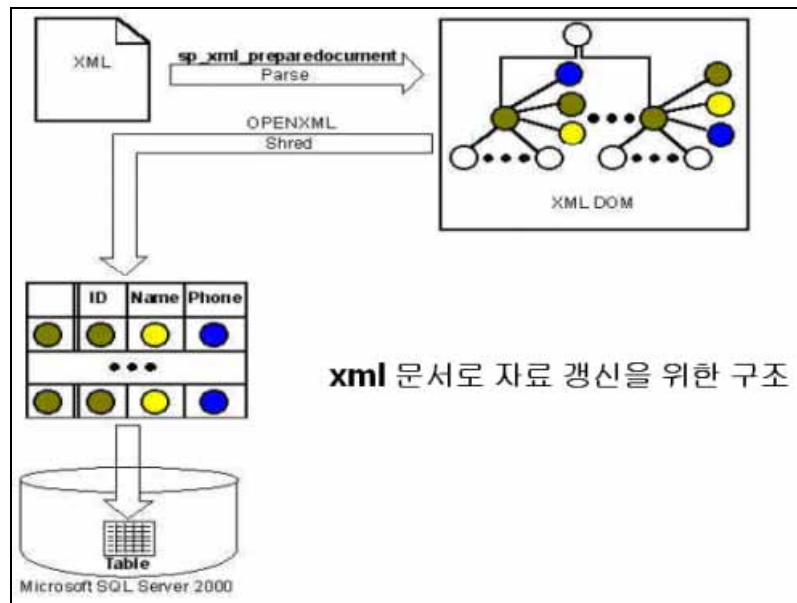 XML
sp_xml_preparedocument
Parse
OPENXML
Shred
XML DOM
ID Name Phone
xml 문서로 자료 갱신을 위한 구조
Table
Microsoft SQL Server 2000